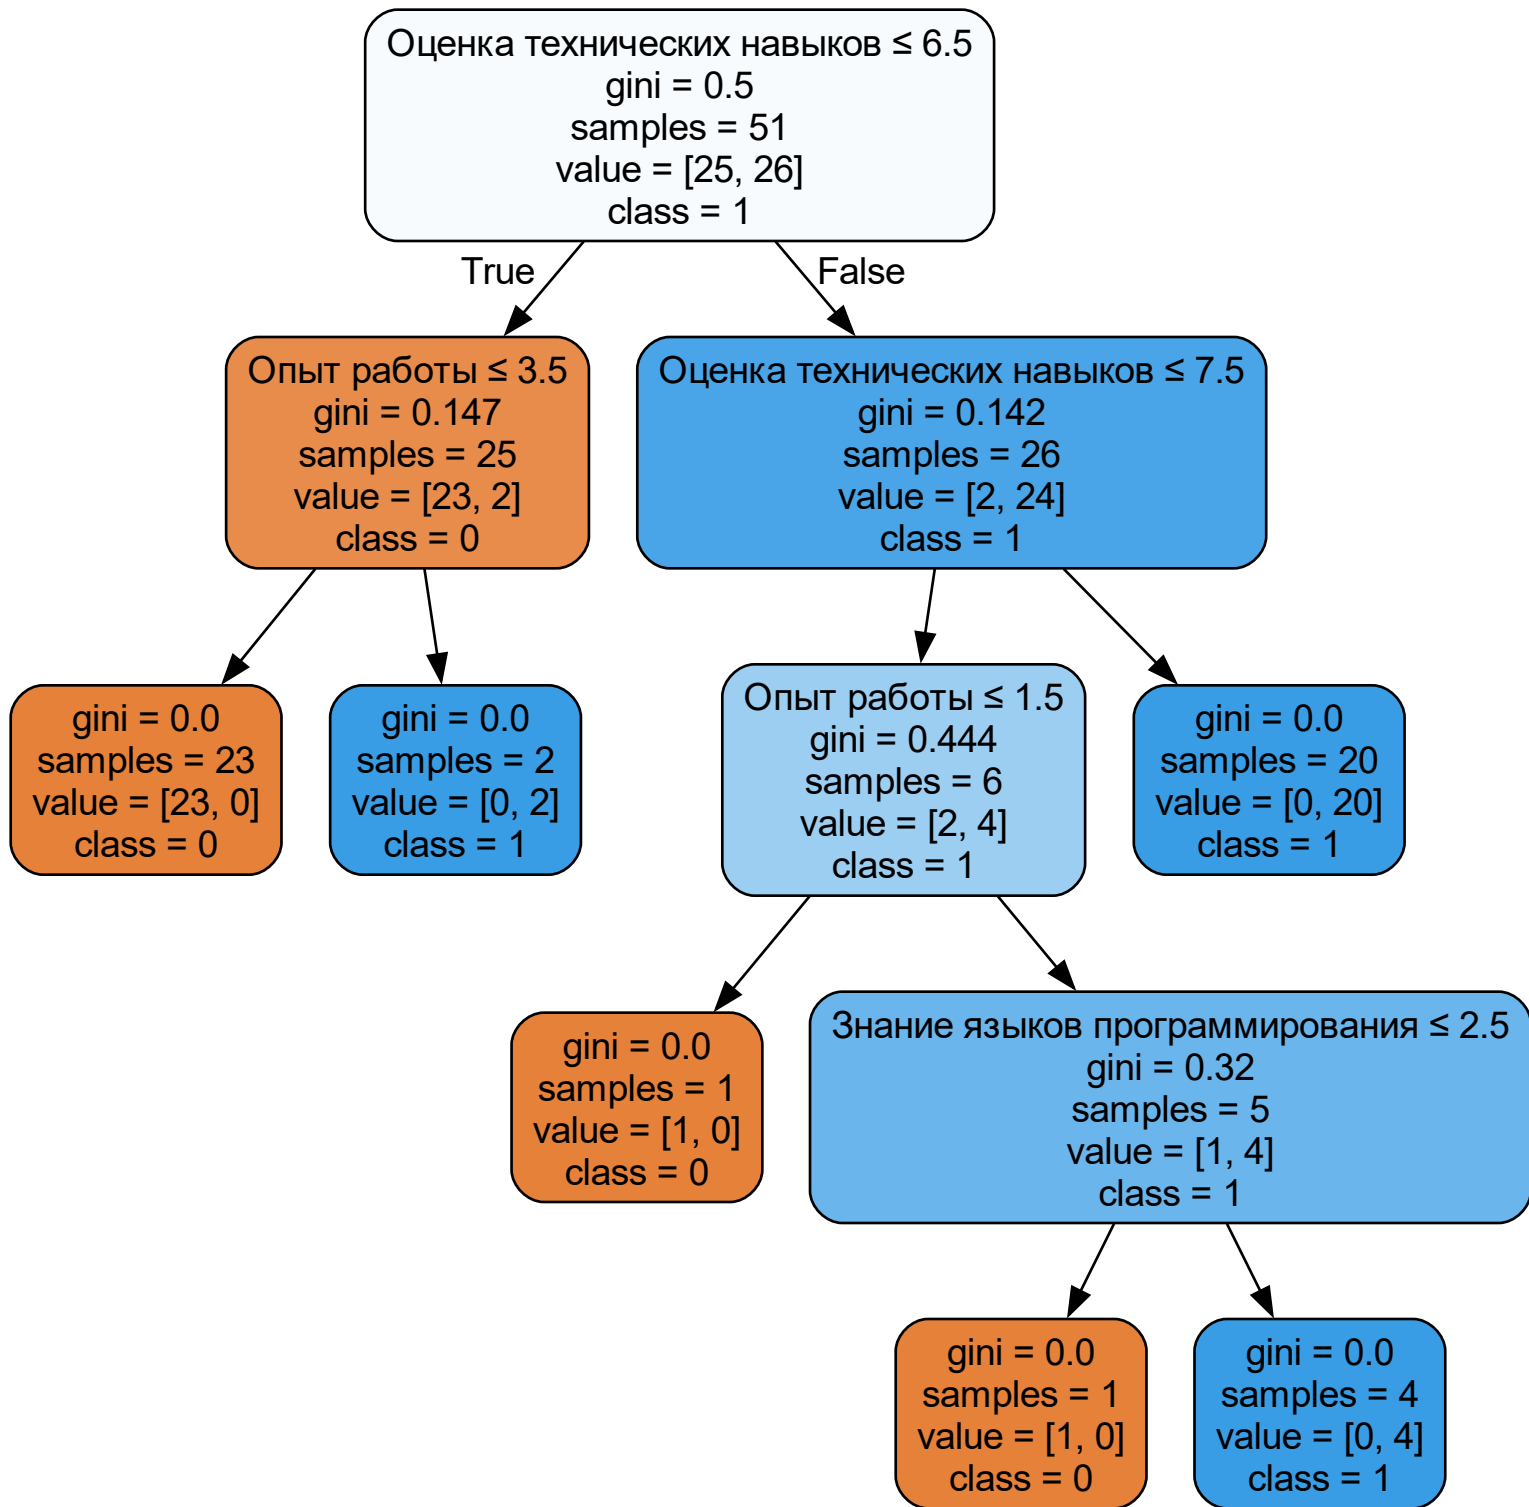 Оценка технических навыков ≤ 6.5
gini = 0.5
samples = 51
value = [25, 26]
class = 1
True
False
Опыт работы ≤ 3.5
gini = 0.147
samples = 25
value = [23, 2]
class = 0
Оценка технических навыков ≤ 7.5
gini = 0.142
samples = 26
value = [2, 24]
class = 1
gini = 0.0
samples = 23
value = [23, 0]
class = 0
gini = 0.0
samples = 2
value = [0, 2]
class = 1
Опыт работы ≤ 1.5
gini = 0.444
samples = 6
value = [2, 4]
class = 1
gini = 0.0
samples = 20
value = [0, 20]
class = 1
gini = 0.0
samples = 1
value = [1, 0]
class = 0
Знание языков программирования ≤ 2.5
gini = 0.32
samples = 5
value = [1, 4]
class = 1
gini = 0.0
samples = 1
value = [1, 0]
class = 0
gini = 0.0
samples = 4
value = [0, 4]
class = 1